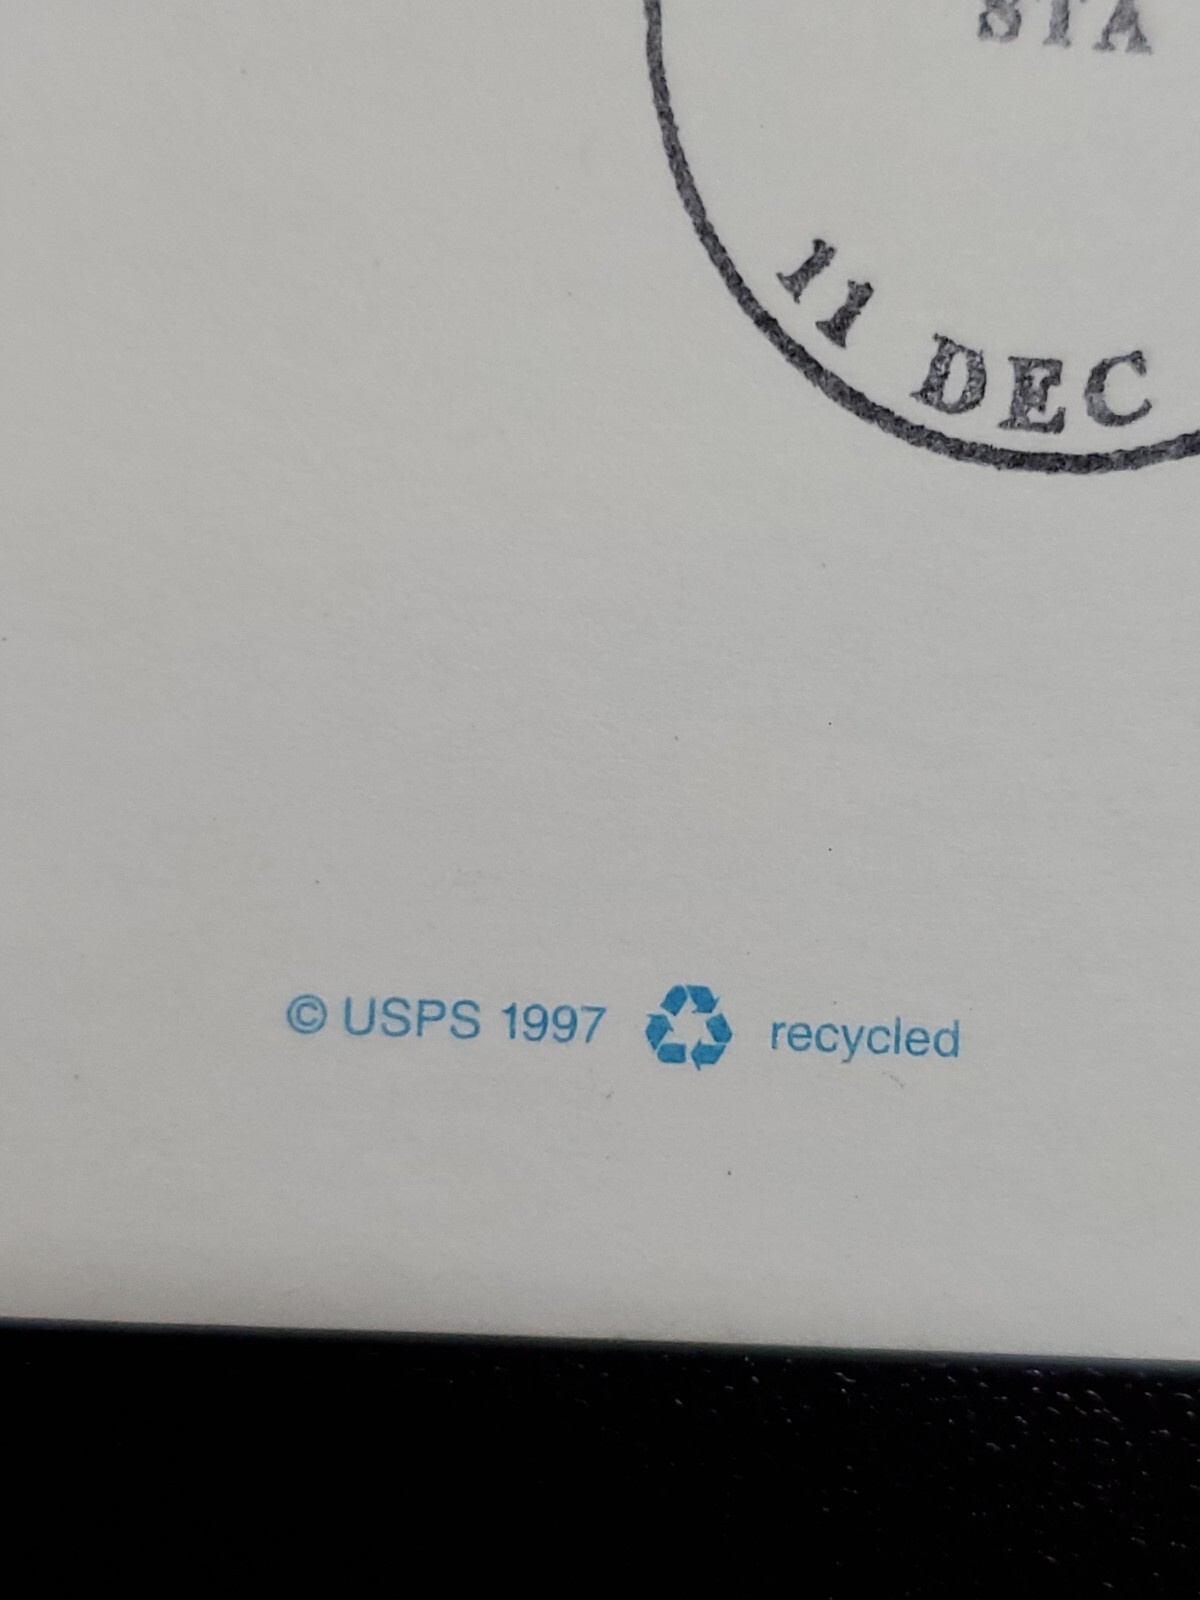 STA
11 DEC
© USPS 1997 recycled